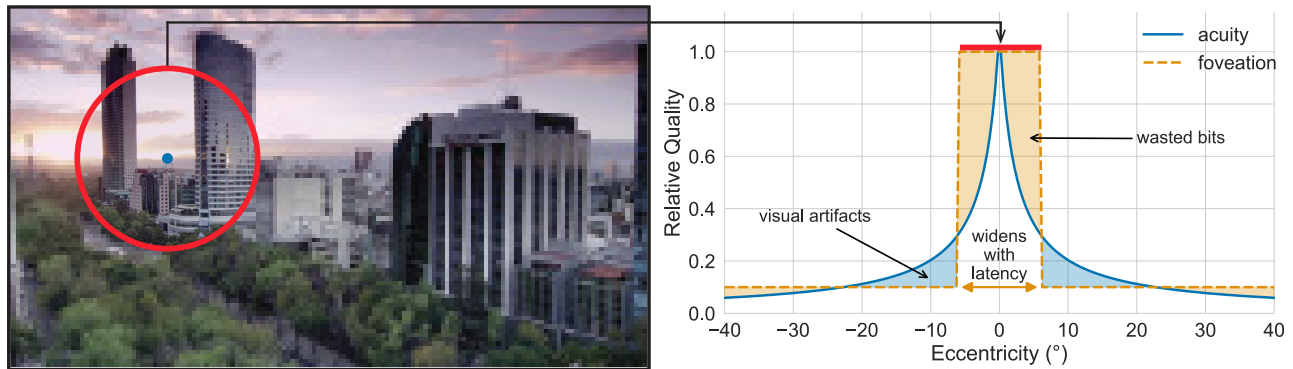 acuity
foveation
1.0
0.8
0.6
0.4
0.2
0.0
Relative Quality
wasted bits
visual artifacts
widens
with
latency
−40 −30 −20 −10 0 10 20 30 40
Eccentricity (°)